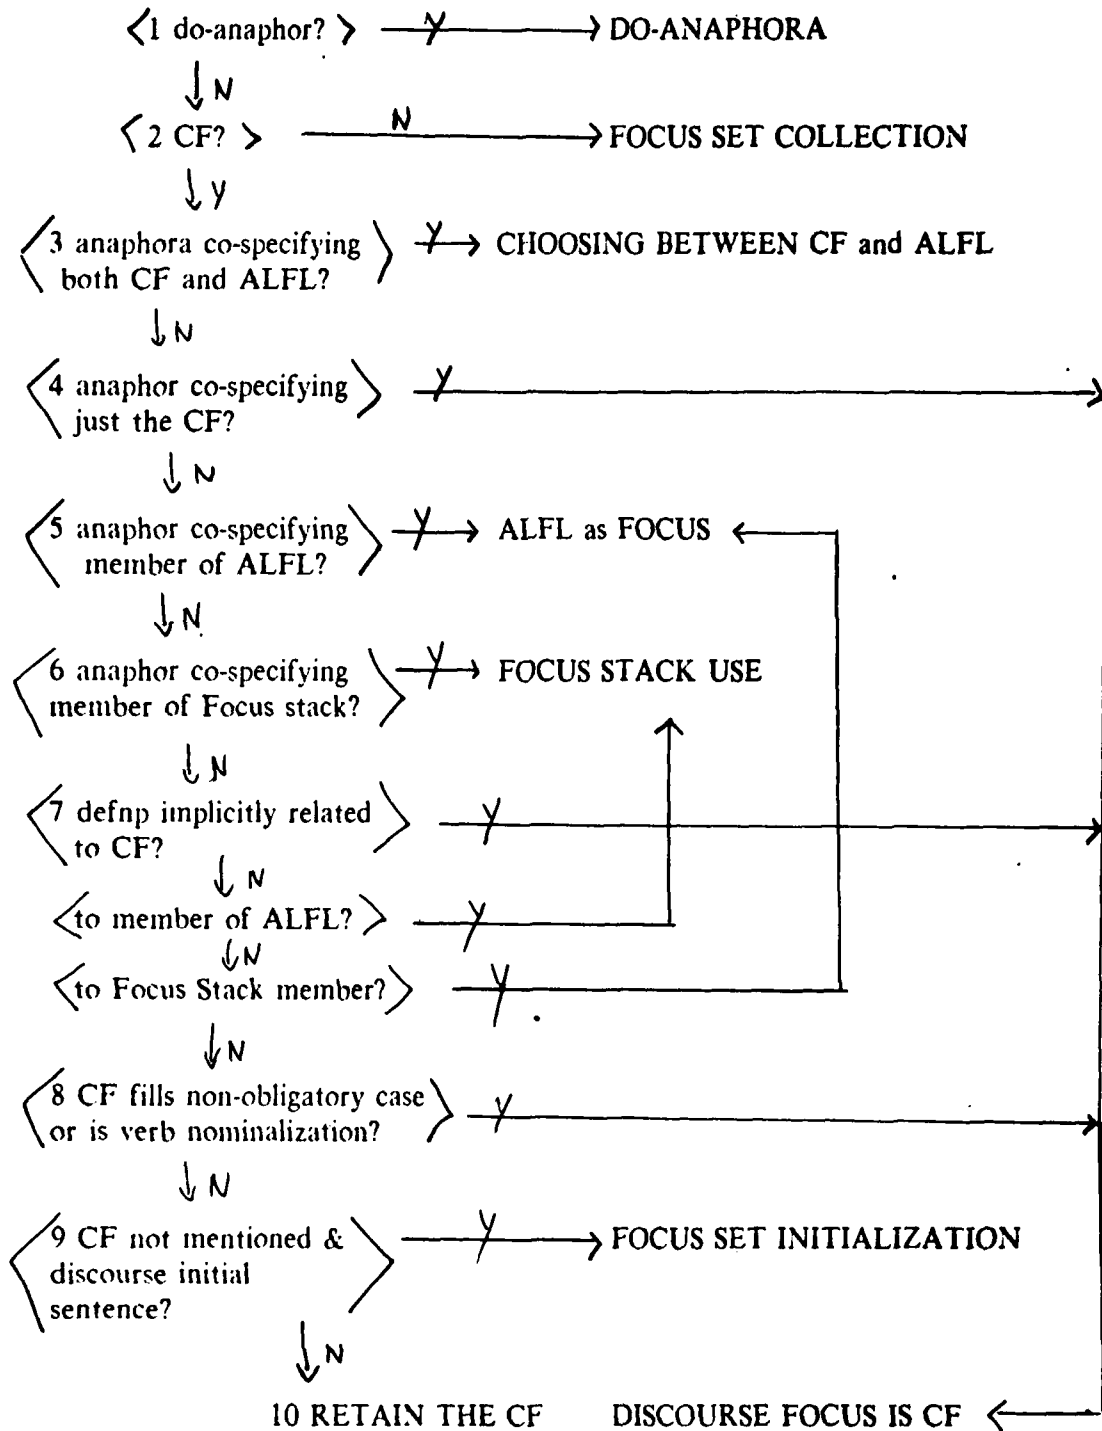 <1 do-anaphor?> Y DO-ANAPHORA
N
<2 CF?> N FOCUS SET COLLECTION
Y
<3 anaphora co-specifying Y CHOOSING BETWEEN CF and ALFL
both CF and ALFL?>
N
<4 anaphor co-specifying Y
just the CF?>
N
<5 anaphor co-specifying Y ALFL as FOCUS
member of ALFL?>
N
<6 anaphor co-specifying Y FOCUS STACK USE
member of Focus stack?>
N
<7 defnp implicitly related Y
to CF?>
N
<to member of ALFL?> Y
N
<to Focus Stack member?> Y
N
<8 CF fills non-obligatory case Y
or is verb nominalization?>
N
<9 CF not mentioned & Y FOCUS SET INITIALIZATION
discourse initial
sentence?>
N
10 RETAIN THE CF DISCOURSE FOCUS IS CF